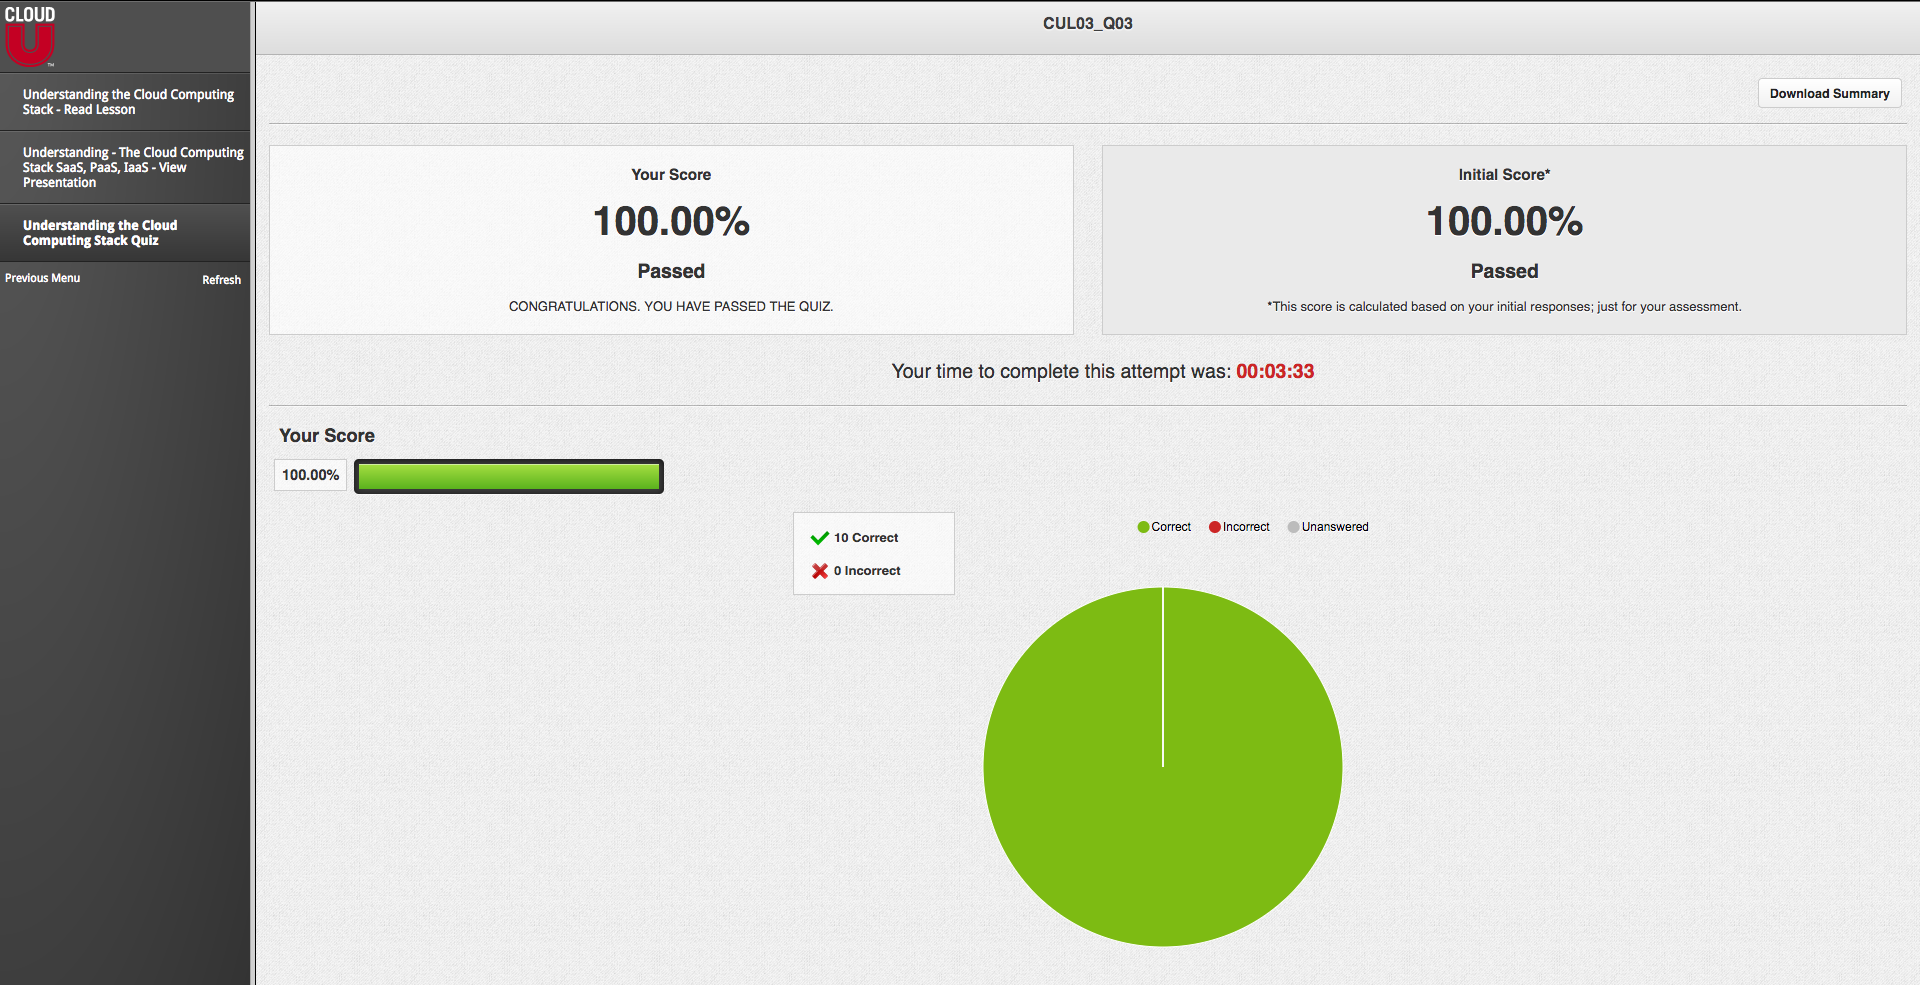 CLOUD
U
TM
Understanding the Cloud Computing
Stack - Read Lesson
Understanding - The Cloud Computing
Stack SaaS, PaaS, IaaS - View
Presentation
Understanding the Cloud
Computing Stack Quiz
Previous Menu
Refresh
CUL03_Q03
Download Summary
Your Score
100.00%
Passed
CONGRATULATIONS. YOU HAVE PASSED THE QUIZ.
Initial Score*
100.00%
Passed
*This score is calculated based on your initial responses; just for your assessment.
Your time to complete this attempt was: 00:03:33
Your Score
100.00%
10 Correct
0 Incorrect
Correct Incorrect Unanswered